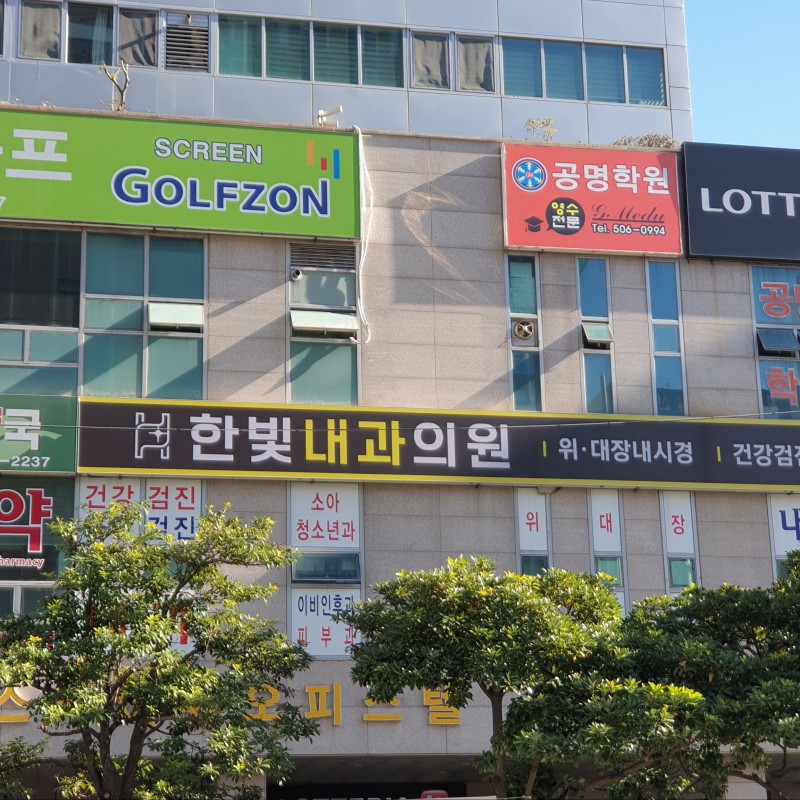 프
SCREEN
GOLFZON
공명학원
영수
전문
G.Medu
Tel. 506-0994
LOTT
공
학
국
-2237
한빛내과의원
위·대장내시경
건강검
약
harmacy
건강 검진
검진
소아
청소년과
이비인후과
피부과
위 대 장
내
스
오피스텔